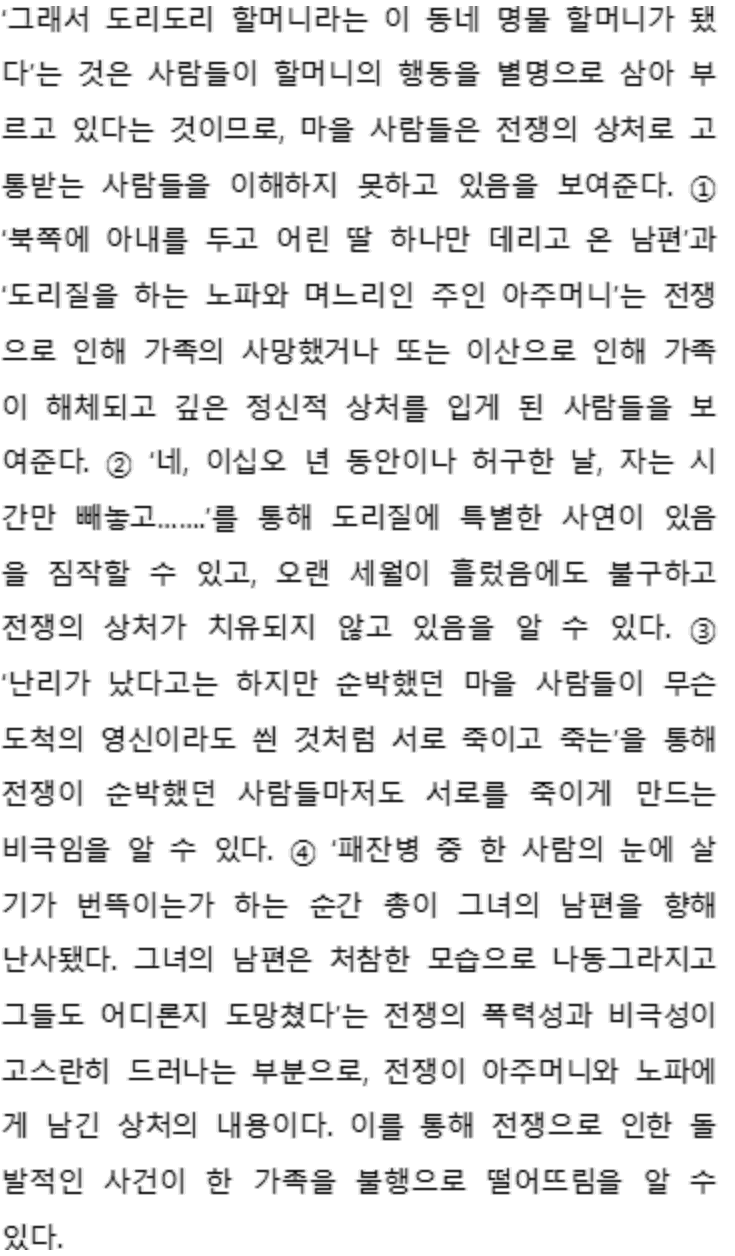 ‘그래서 도리도리 할머니라는 이 동네 명물 할머니가 됐
다’는 것은 사람들이 할머니의 행동을 별명으로 삼아 부
르고 있다는 것이므로, 마을 사람들은 전쟁의 상처로 고
통받는 사람들을 이해하지 못하고 있음을 보여준다. ①
‘북쪽에 아내를 두고 어린 딸 하나만 데리고 온 남편’과
‘도리질을 하는 노파와 며느리인 주인 아주머니’는 전쟁
으로 인해 가족의 사망했거나 또는 이산으로 인해 가족
이 해체되고 깊은 정신적 상처를 입게 된 사람들을 보
여준다. ② ‘네, 이십오 년 동안이나 허구한 날, 자는 시
간만 빼놓고…….’를 통해 도리질에 특별한 사연이 있음
을 짐작할 수 있고, 오랜 세월이 흘렀음에도 불구하고
전쟁의 상처가 치유되지 않고 있음을 알 수 있다. ③
‘난리가 났다고는 하지만 순박했던 마을 사람들이 무슨
도척의 영신이라도 씐 것처럼 서로 죽이고 죽는’을 통해
전쟁이 순박했던 사람들마저도 서로를 죽이게 만드는
비극임을 알 수 있다. ④ ‘패잔병 중 한 사람의 눈에 살
기가 번뜩이는가 하는 순간 총이 그녀의 남편을 향해
난사됐다. 그녀의 남편은 처참한 모습으로 나동그라지고
그들도 어디론지 도망쳤다’는 전쟁의 폭력성과 비극성이
고스란히 드러나는 부분으로, 전쟁이 아주머니와 노파에
게 남긴 상처의 내용이다. 이를 통해 전쟁으로 인한 돌
발적인 사건이 한 가족을 불행으로 떨어뜨림을 알 수
있다.